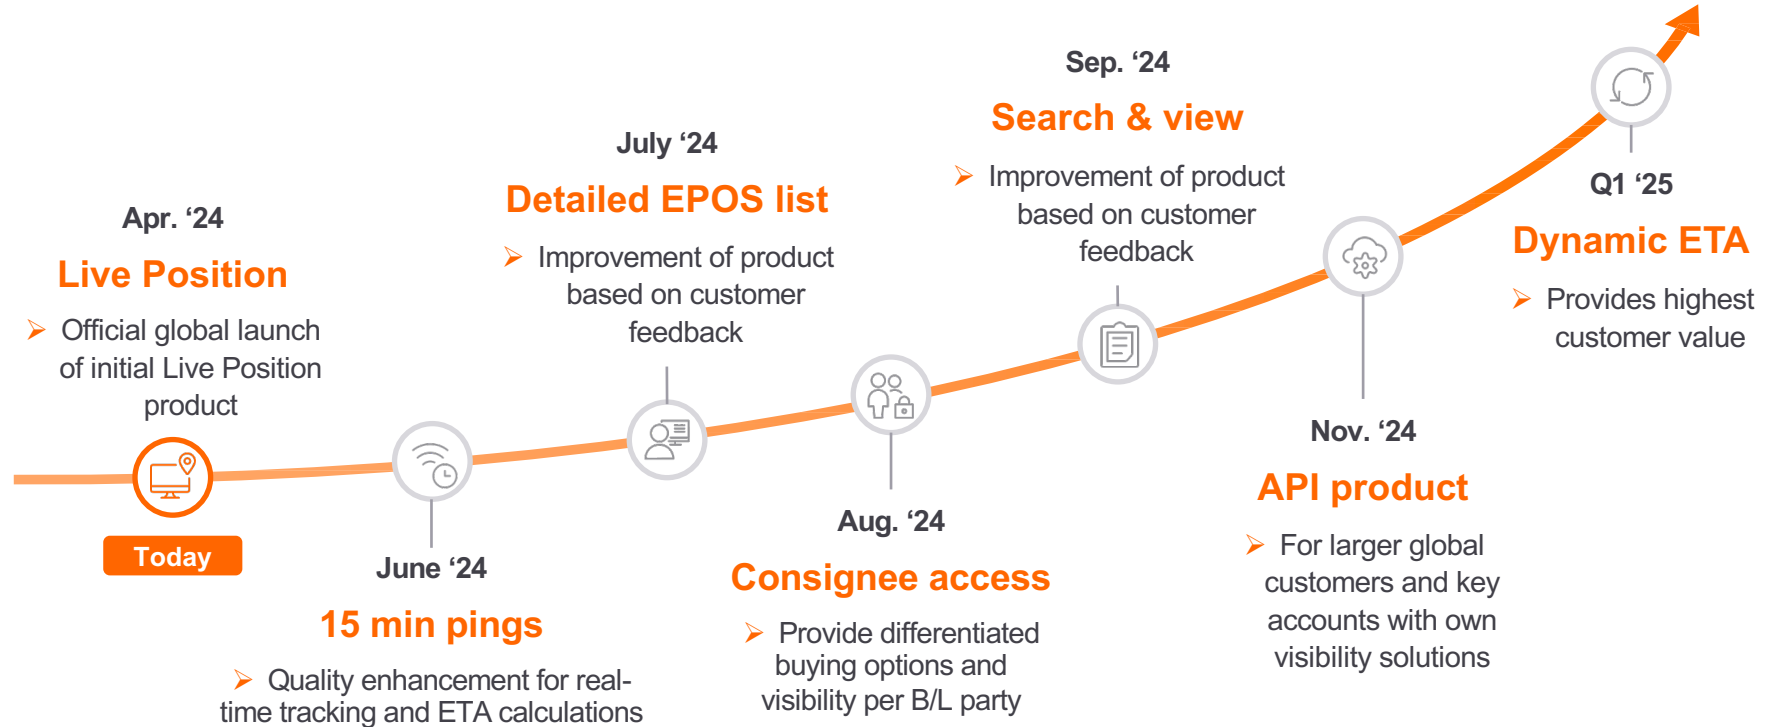 Apr. ‘24
Live Position
➢ Official global launch
of initial Live Position
product
Today
June ‘24
15 min pings
➢ Quality enhancement for real-
time tracking and ETA calculations
July ‘24
Detailed EPOS list
➢ Improvement of product
based on customer
feedback
Aug. ‘24
Consignee access
➢ Provide differentiated
buying options and
visibility per B/L party
Sep. ‘24
Search & view
➢ Improvement of product
based on customer
feedback
Nov. ‘24
API product
➢ For larger global
customers and key
accounts with own
visibility solutions
Q1 ‘25
Dynamic ETA
➢ Provides highest
customer value